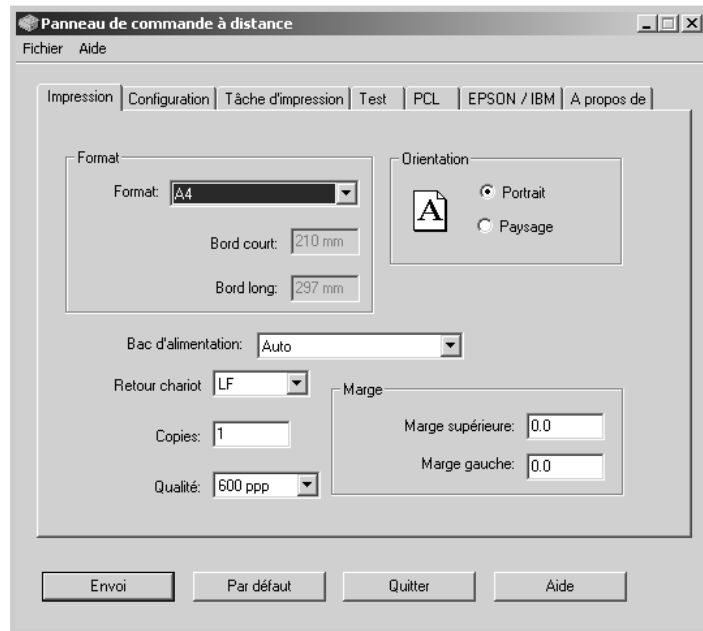 Panneau de commande à distance
Fichier Aide
Impression Configuration Tâche d'impression Test PCL EPSON / IBM A propos de
Format
Format: A4
Bord court: 210 mm
Bord long: 297 mm
Orientation
A
Portrait
Paysage
Bac d'alimentation: Auto
Retour chariot LF
Copies: 1
Qualité: 600 ppp
Marge
Marge supérieure: 0.0
Marge gauche: 0.0
Envoi Par défaut Quitter Aide